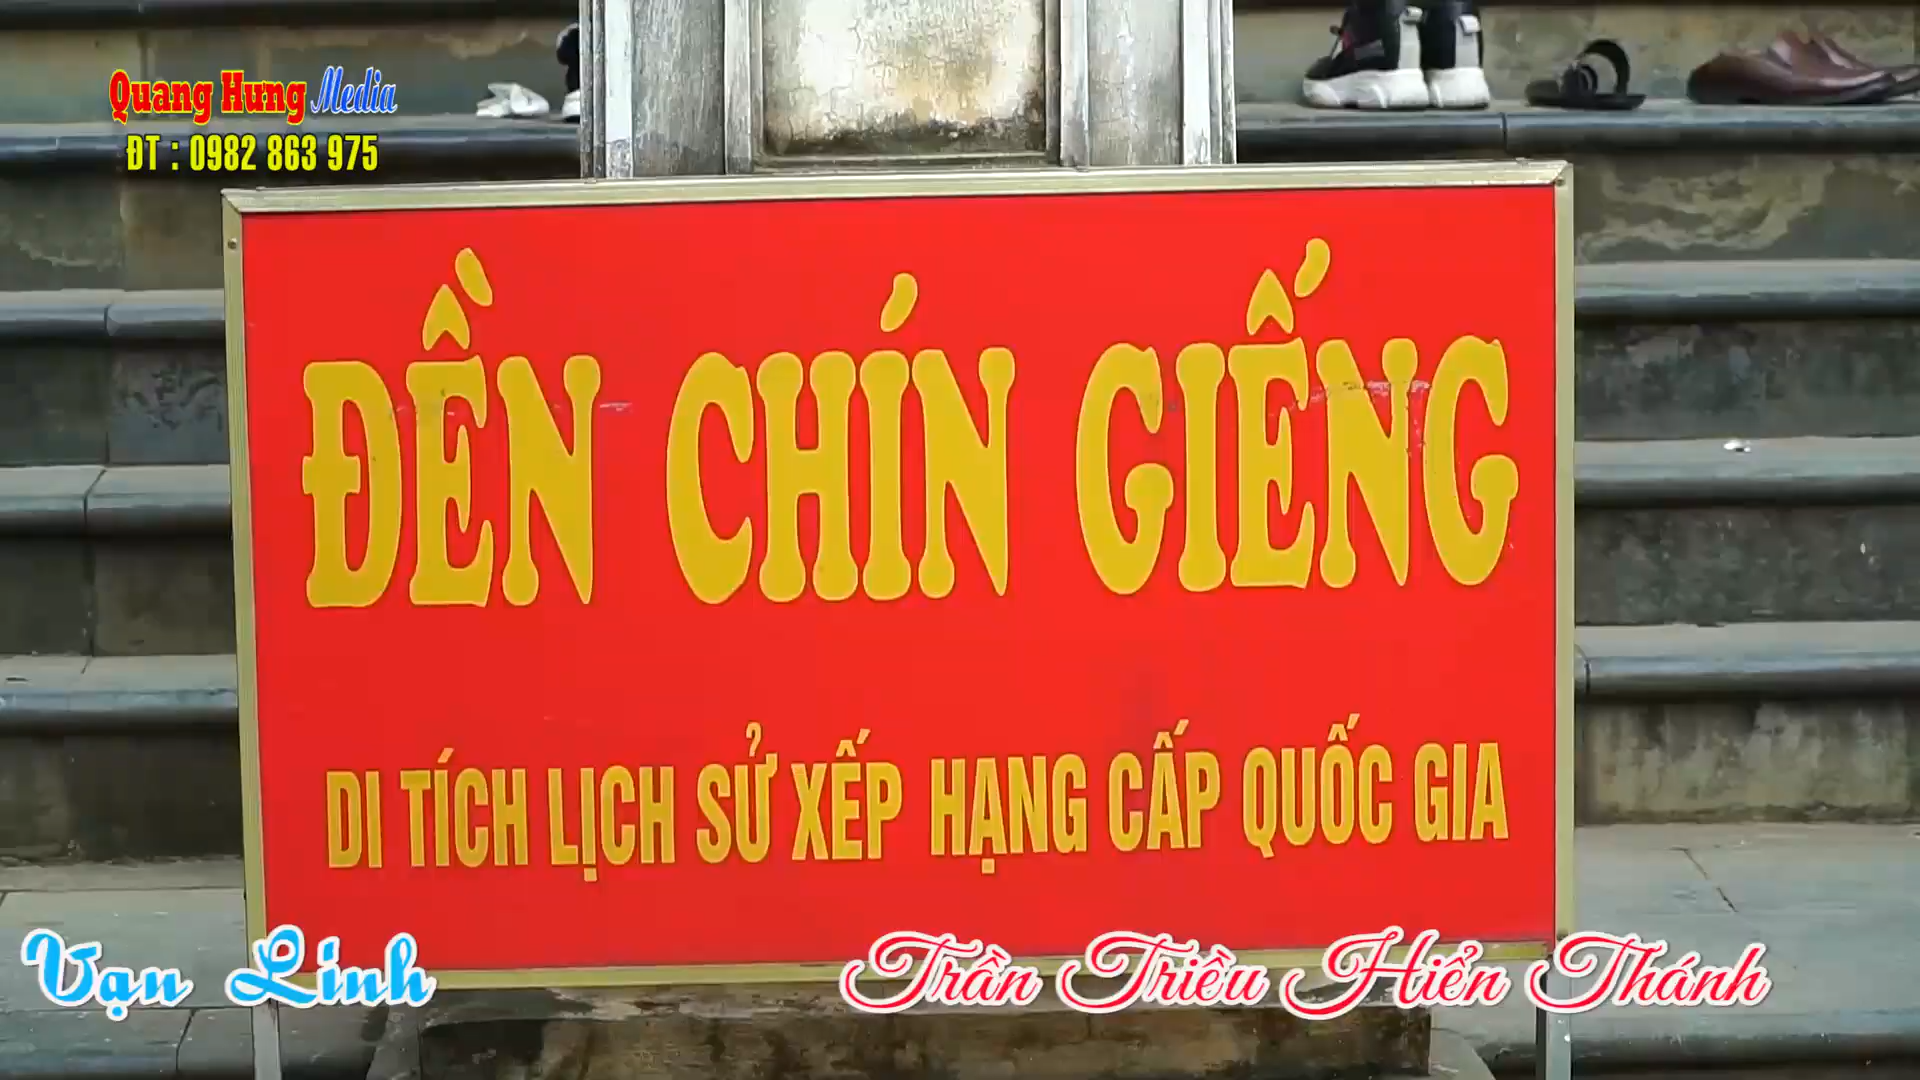 Quang Hung Media
ĐT : 0982 863 975
ĐỀN CHÍN GIẾNG
DI TÍCH LỊCH SỬ XẾP HẠNG CẤP QUỐC GIA
Vạn Linh
Trần Triều Hiển Thánh